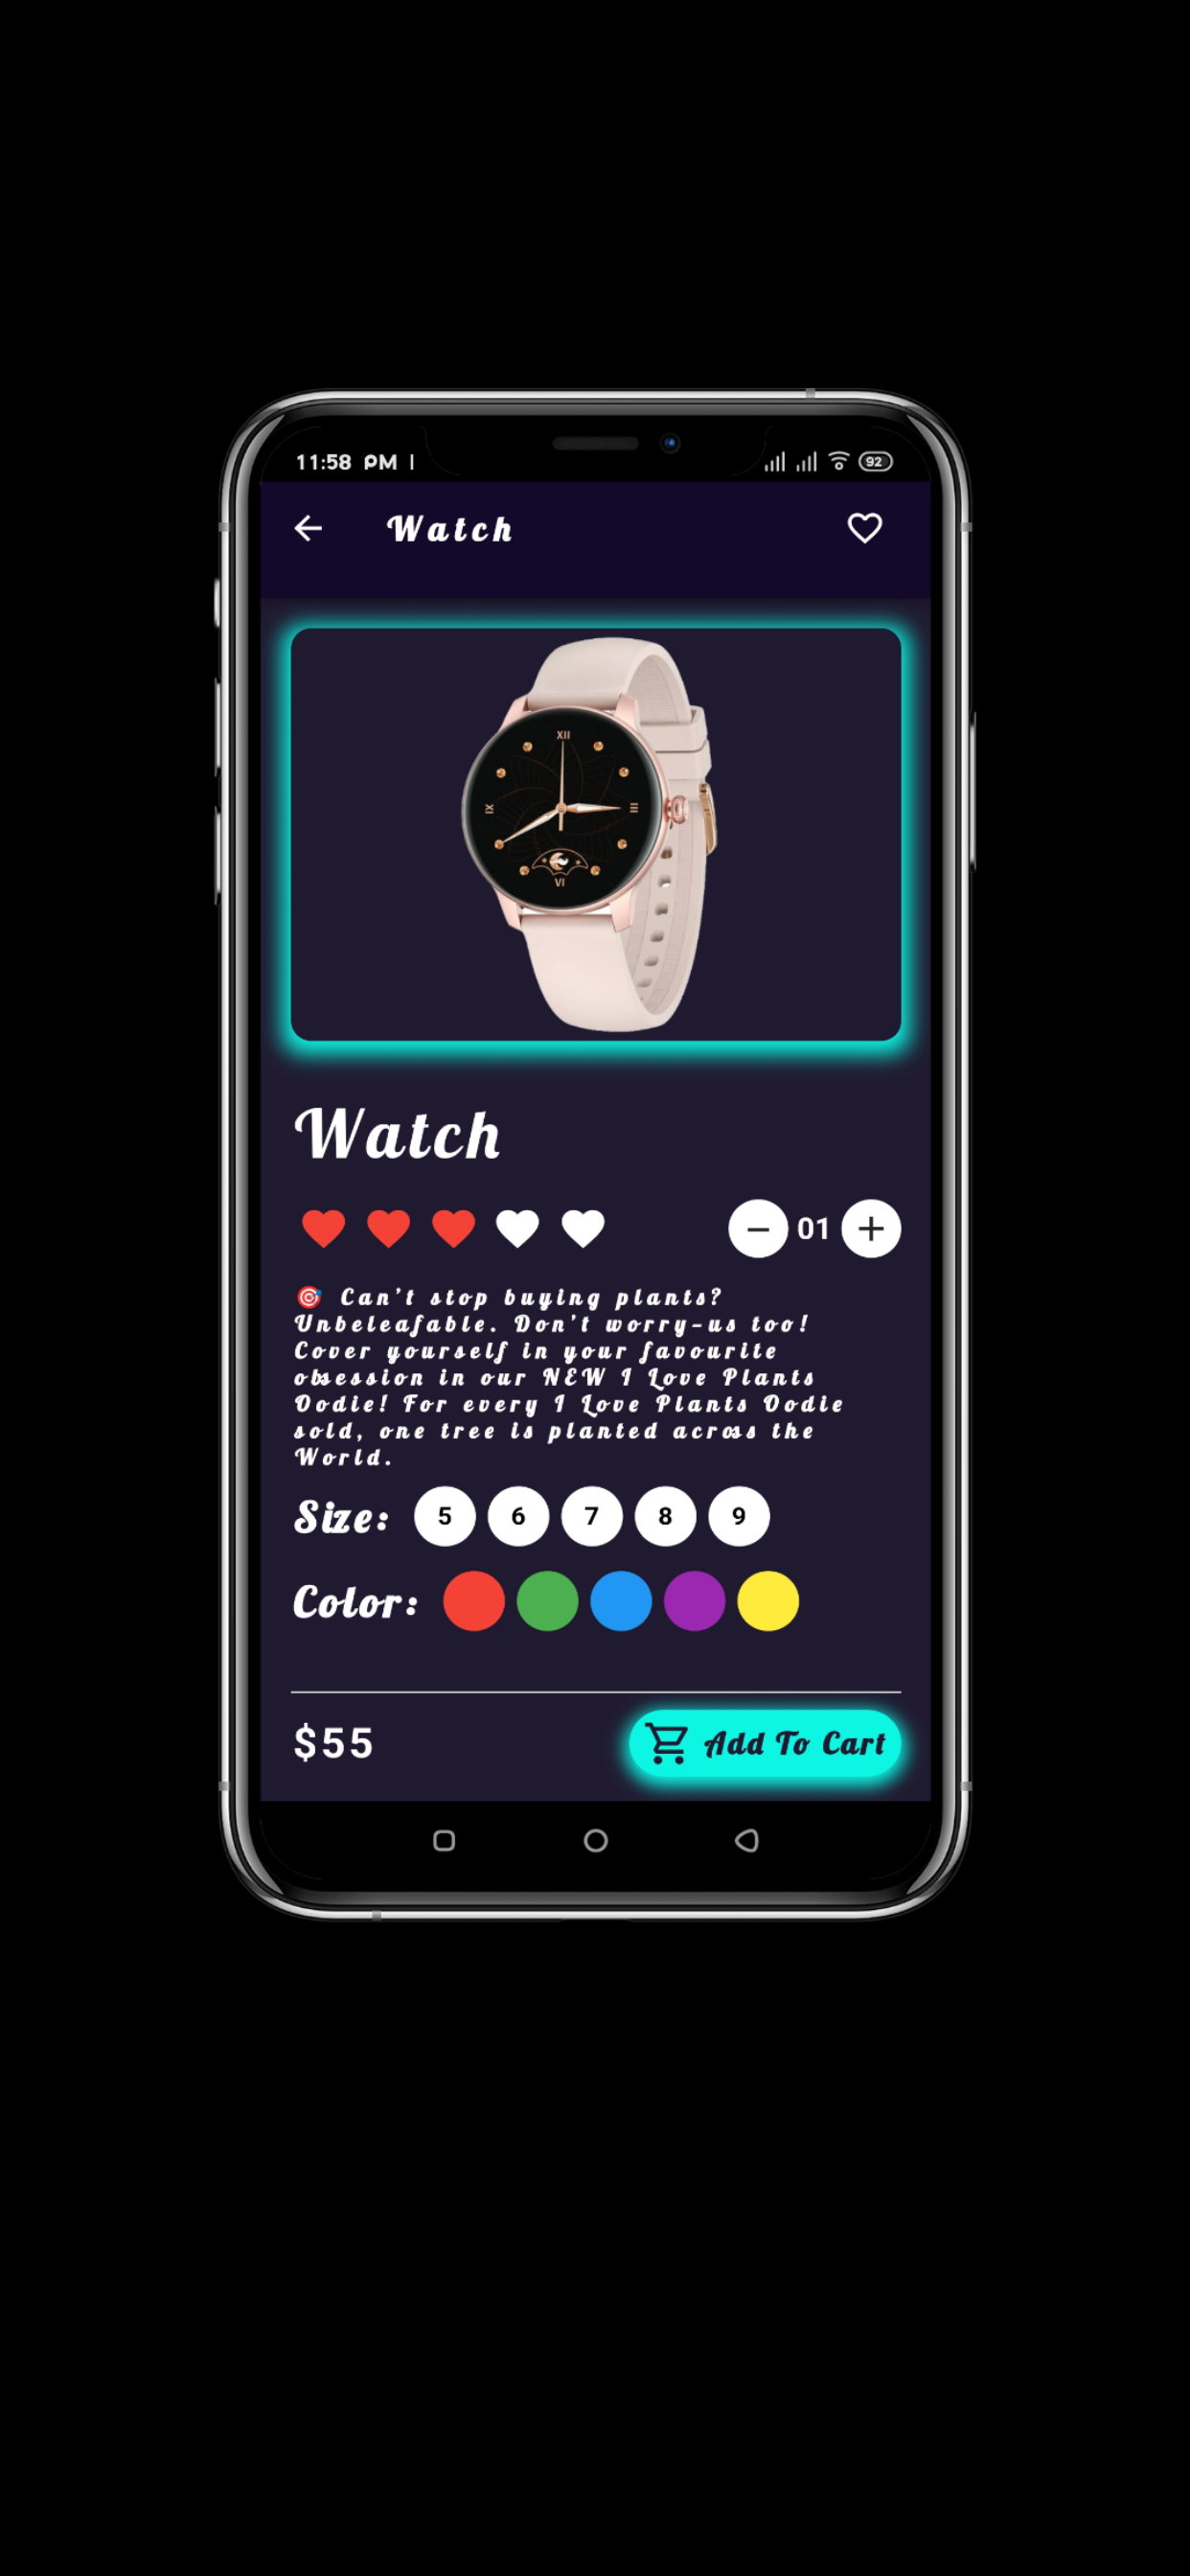 11:58 PM
92
Watch
XII
III
VI
IX
Watch
01
🎯 Can't stop buying plants?
Unbeleafable. Don't worry-us too!
Cover yourself in your favourite
obsession in our NEW I Love Plants
Oodie! For every I Love Plants Oodie
sold, one tree is planted across the
World.
Size: 5 6 7 8 9
Color:
$55 Add To Cart